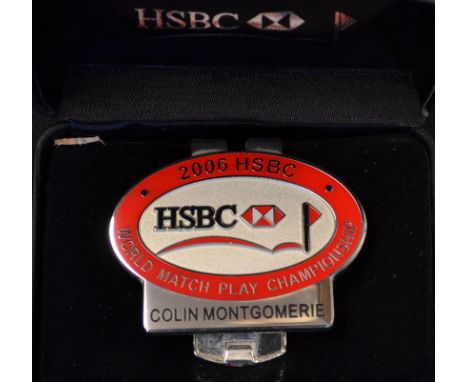 HSBC
2006 HSBC
HSBC
WORLD MATCH PLAY CHAMPIONSHIP
COLIN MONTGOMERIE